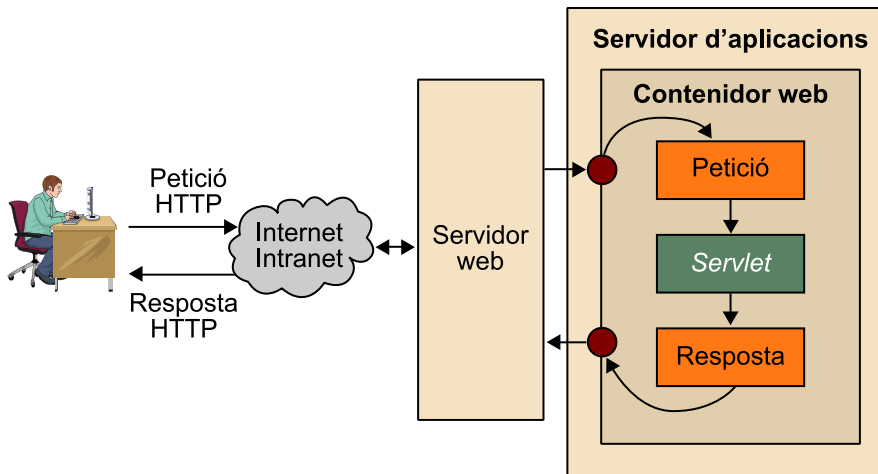 Servidor d’aplicacions
Contenidor web
Petició
HTTP
Petició
Internet
Intranet
Servidor
web
Servlet
Resposta
HTTP
Resposta